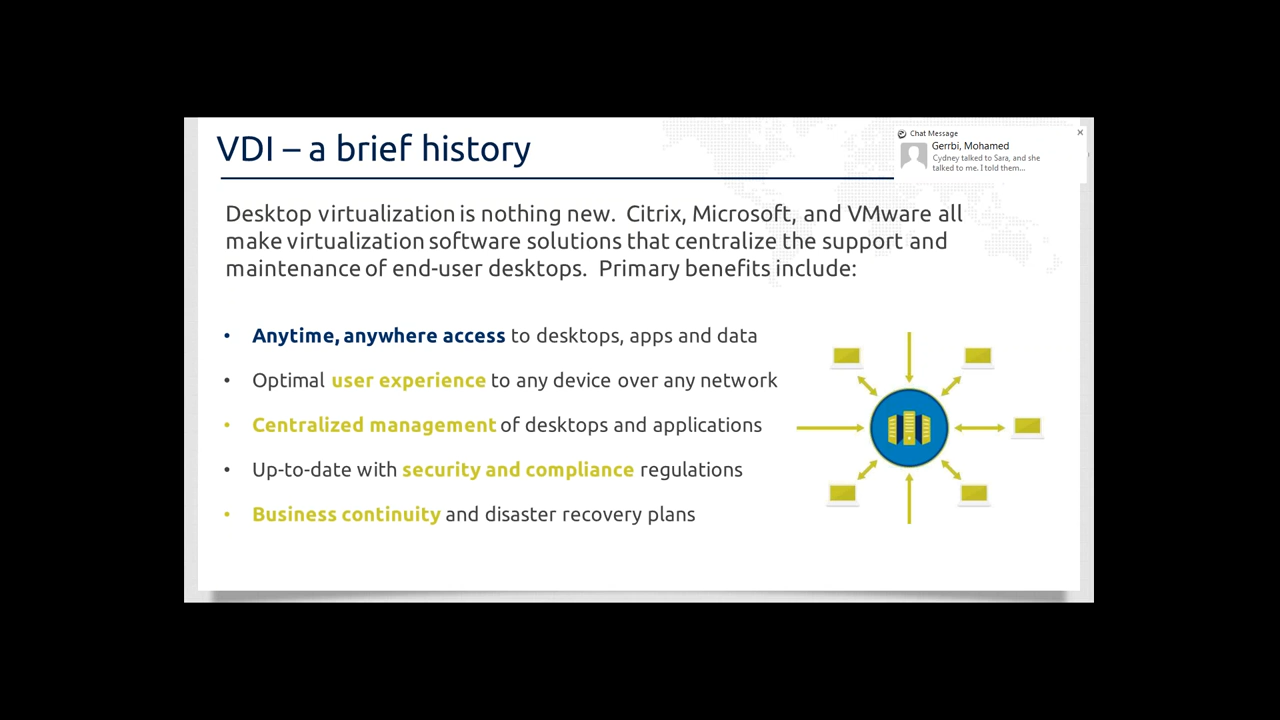 VDI – a brief history
Chat Message
Gerrbi, Mohamed
Cydney talked to Sara, and she
talked to me. I told them...
Desktop virtualization is nothing new. Citrix, Microsoft, and VMware all
make virtualization software solutions that centralize the support and
maintenance of end-user desktops. Primary benefits include:
• Anytime, anywhere access to desktops, apps and data
• Optimal user experience to any device over any network
• Centralized management of desktops and applications
• Up-to-date with security and compliance regulations
• Business continuity and disaster recovery plans